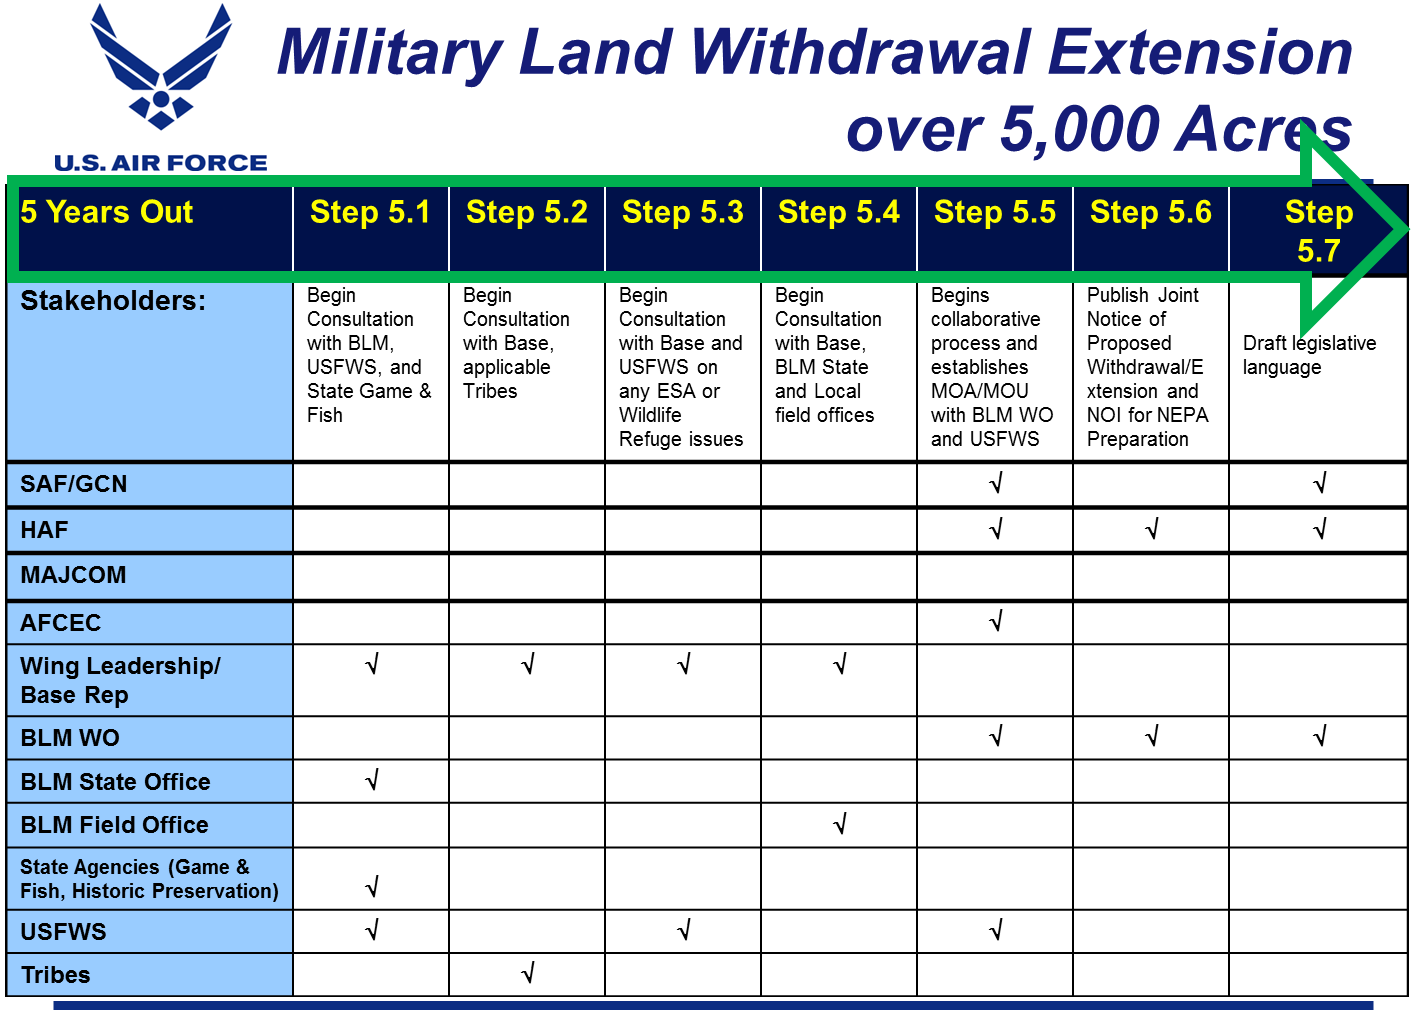 Military Land Withdrawal Extension
over 5,000 Acres
U.S. AIR FORCE
5 Years Out
Step 5.1
Step 5.2
Step 5.3
Step 5.4
Step 5.5
Step 5.6
Step
5.7
Stakeholders:
Begin
Consultation
with BLM,
USFWS, and
State Game &
Fish
Begin
Consultation
with Base,
applicable
Tribes
Begin
Consultation
with Base and
USFWS on
any ESA or
Wildlife
Refuge issues
Begin
Consultation
with Base,
BLM State
and Local
field offices
Begins
collaborative
process and
establishes
MOA/MOU
with BLM WO
and USFWS
Publish Joint
Notice of
Proposed
Withdrawal/E
xtension and
NOI for NEPA
Preparation
Draft legislative
language
SAF/GCN √ √
HAF √ √ √
MAJCOM
AFCEC √
Wing Leadership/
Base Rep √ √ √ √
BLM WO √ √ √
BLM State Office √
BLM Field Office √
State Agencies (Game &
Fish, Historic Preservation) √
USFWS √ √ √
Tribes √